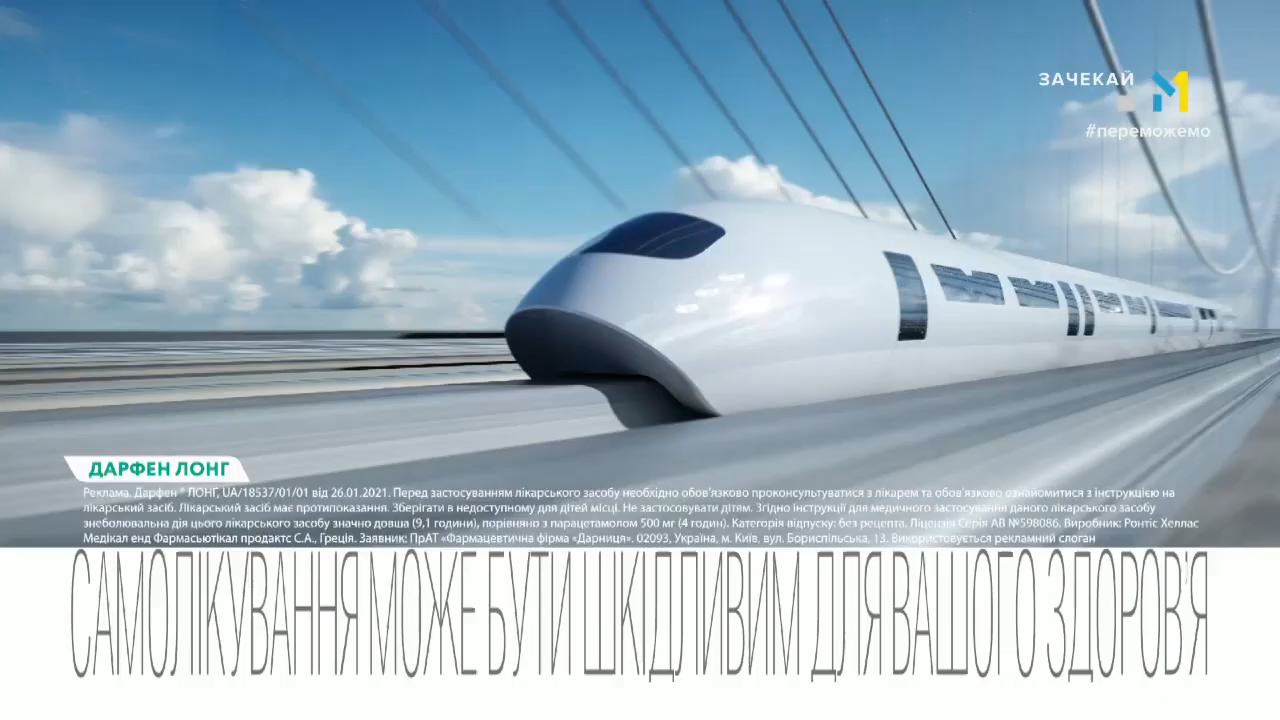 ЗАЧЕКАЙ
#переможемо
ДАРФЕН ЛОНГ
Реклама. Дарфен ® ЛОНГ, UA/18537/01/01 від 26.01.2021. Перед застосуванням лікарського засобу необхідно обов'язково проконсультуватися з лікарем та обов'язково ознайомитися з інструкцією на
лікарський засіб. Лікарський засіб має протипоказання. Зберігати в недоступному для дітей місці. Не застосовувати дітям. Згідно інструкції для медичного застосування даного лікарського засобу
знеболювальна дія цього лікарського засобу значно довша (9,1 години), порівняно з парацетамолом 500 мг (4 годин). Категорія відпуску: без рецепта. Ліцензія Серія АВ №598086. Виробник: Ронтіс Хеллас
Медікал енд Фармасьютікал продактс С.А., Греція. Заявник: ПрАТ «Фармацевтична фірма «Дарниця». 02093, Україна, м. Київ, вул. Бориспільська, 13. Використовується рекламний слоган
САМОЛІКУВАННЯ МОЖЕ БУТИ ШКІДЛИВИМ ДЛЯ ВАШОГО ЗДОРОВ'Я